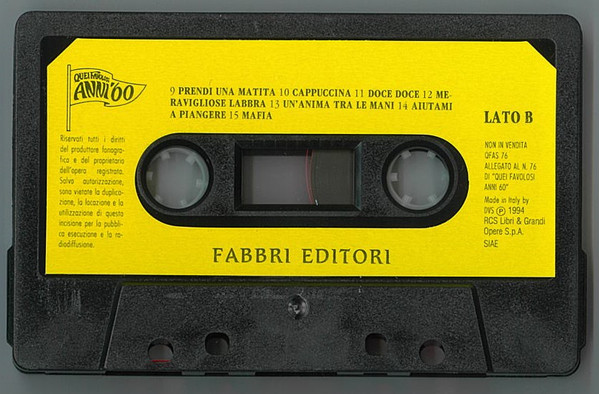 QUEI FAVOLOSI
ANNI '60
9 PRENDI UNA MATITA 10 CAPPUCCINA 11 DOCE DOCE 12 ME-
RAVIGLIOSE LABBRA 13 UN'ANIMA TRA LE MANI 14 AIUTAMI
A PIANGERE 15 MAFIA
LATO B
Riservati tutti i diritti
del produttore fonogra-
fico e del proprietario
dell'opera registrata.
Salvo autorizzazione,
sono vietate la duplica-
zione, la locazione e la
utilizzazione di questa
incisione per la pubbli-
ca esecuzione e la ra-
diodiffusione.
NON IN VENDITA
QFAS 76
ALLEGATO AL N. 76
DI "QUEI FAVOLOSI
ANNI 60"
Made in Italy by
DVS ℗ 1994
RCS Libri & Grandi
Opere S.p.A.
SIAE
FABBRI EDITORI